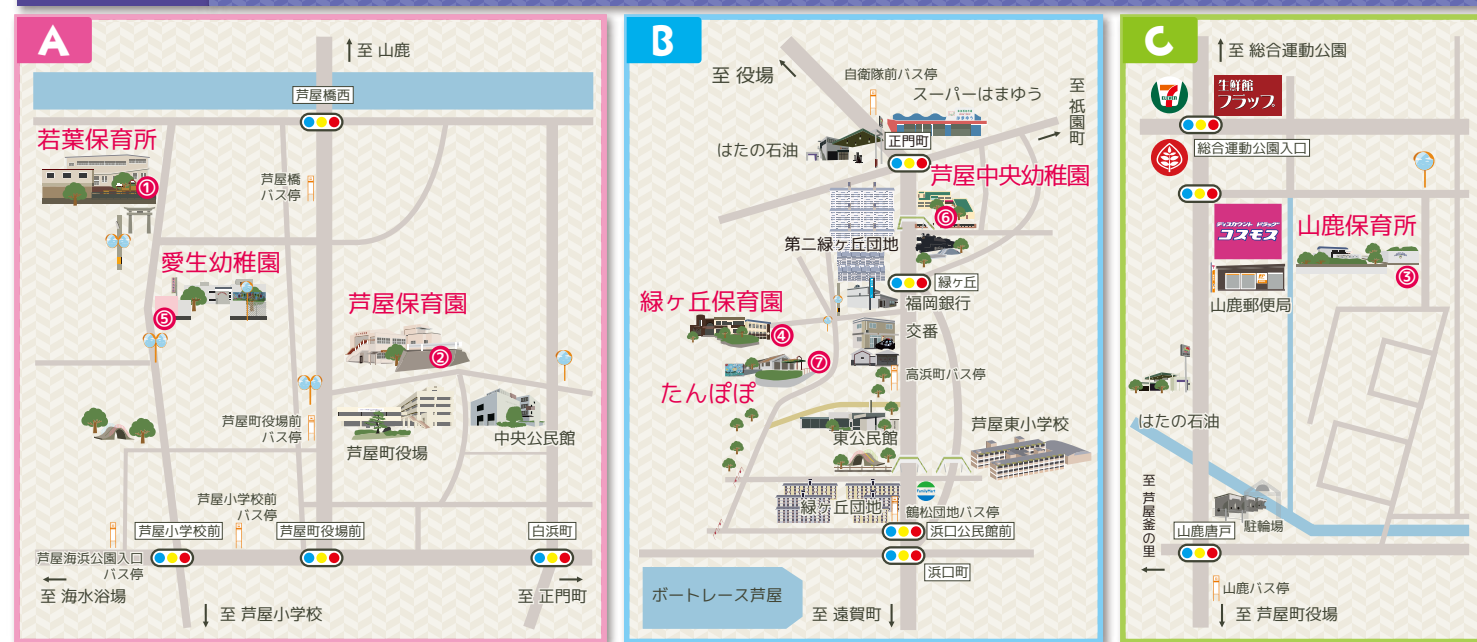 A
↑至 山鹿
芦屋橋西
若葉保育所
①
芦屋橋
バス停
愛生幼稚園
⑤
芦屋保育園
②
芦屋町役場前
バス停
芦屋町役場
中央公民館
芦屋小学校前
バス停
芦屋小学校前
芦屋町役場前
白浜町
芦屋海浜公園入口
バス停
←
至 海水浴場
↓ 至 芦屋小学校
→
至 正門町
B
至 役場
自衛隊前バス停
スーパーはまゆう
至 祇園町
はたの石油
正門町
芦屋中央幼稚園
⑥
第二緑ヶ丘団地
緑ヶ丘
福岡銀行
緑ヶ丘保育園
④
交番
⑦
たんぽぽ
高浜町バス停
東公民館
芦屋東小学校
FamilyMart
緑ヶ丘団地
鶴松団地バス停
浜口公民館前
浜口町
ボートレース芦屋
至 遠賀町↓
C
↑至 総合運動公園
7
ELEVEn
生鮮館
フラップ
総合運動公園入口
ディスカウント ドラッグ
コスモス
山鹿保育所
③
山鹿郵便局
はたの石油
至 芦屋釜の里
←
山鹿唐戸
駐輪場
山鹿バス停
↓ 至 芦屋町役場